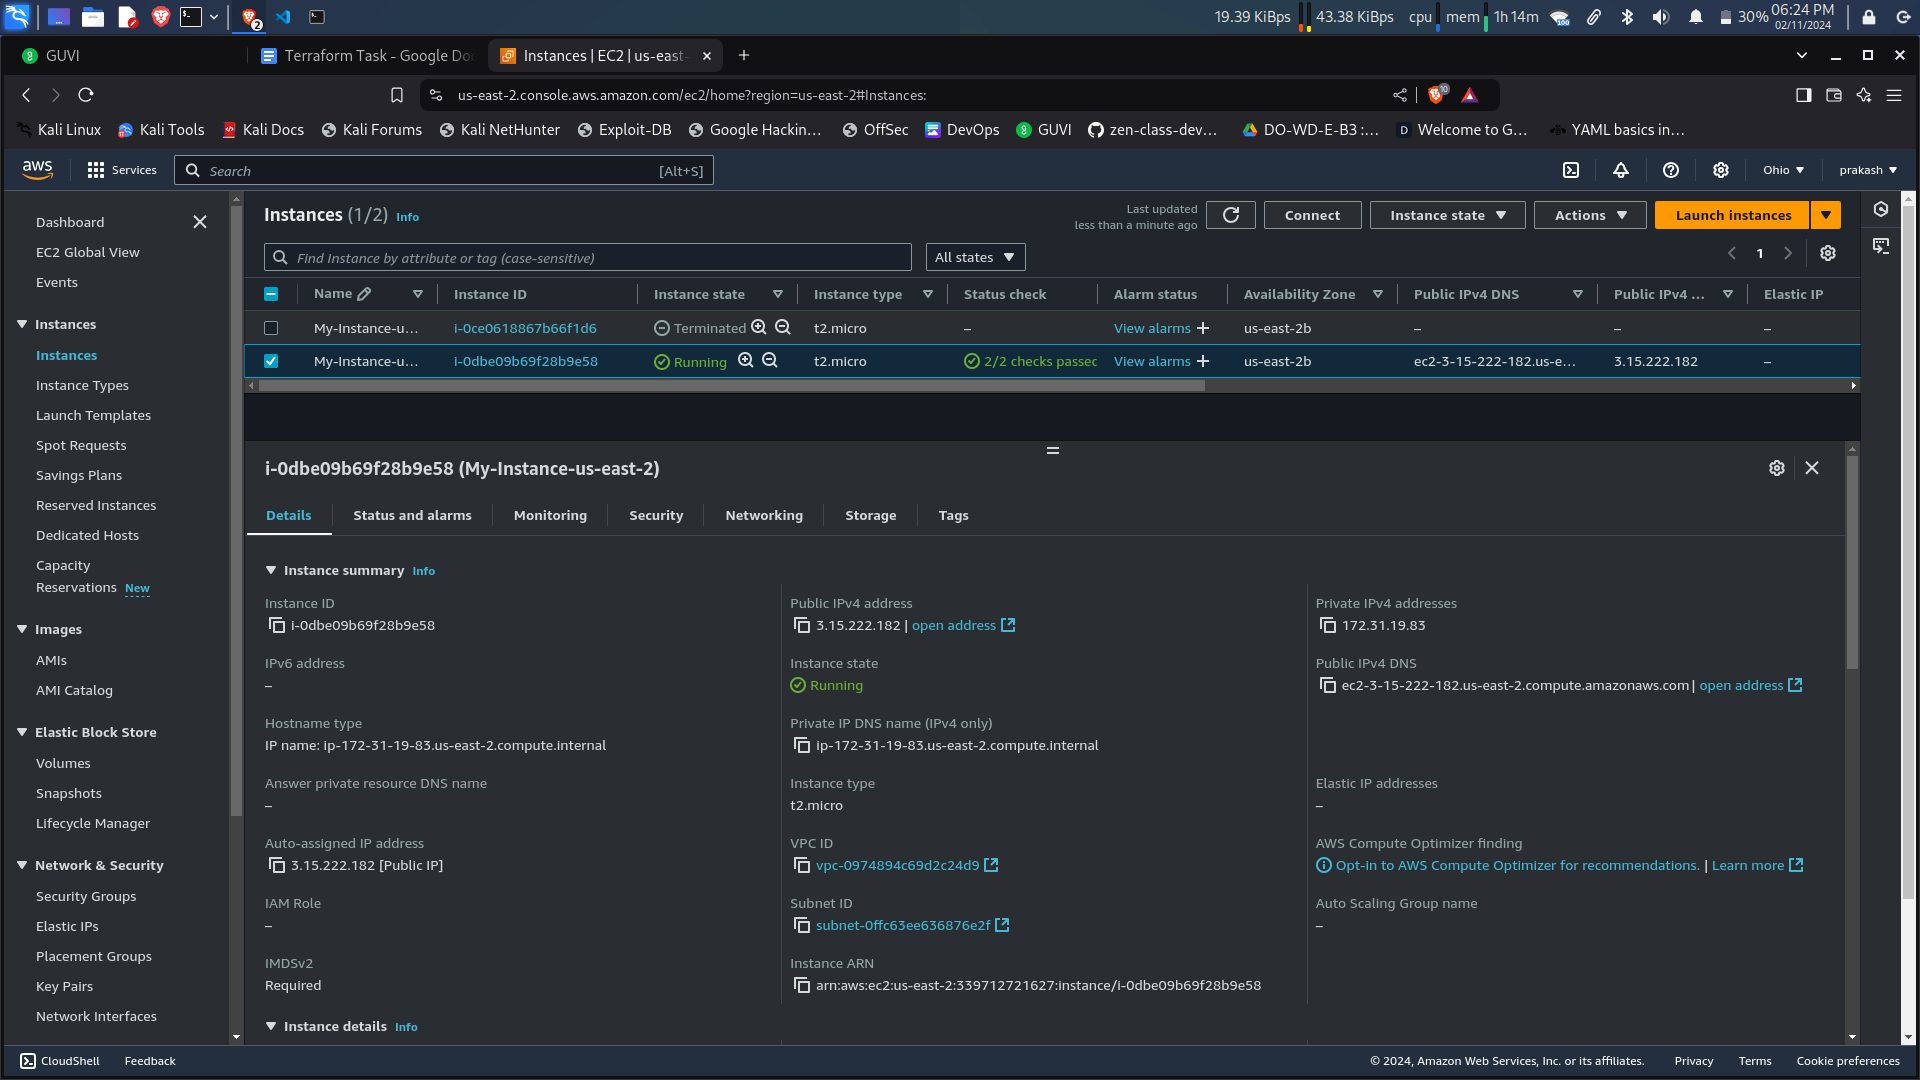 19.39 KiBps 43.38 KiBps cpu mem 1h 14m 100 30% 06:24 PM
02/11/2024
2
GUVI
Terraform Task - Google Do
Instances | EC2 | us-east-
us-east-2.console.aws.amazon.com/ec2/home?region=us-east-2#Instances:
10
Kali Linux Kali Tools Kali Docs Kali Forums Kali NetHunter Exploit-DB Google Hackin... OffSec DevOps GUVI zen-class-dev... DO-WD-E-B3 :... Welcome to G... YAML basics in...
aws Services Search [Alt+S] Ohio prakash
Dashboard
EC2 Global View
Events
Instances
Instances
Instance Types
Launch Templates
Spot Requests
Savings Plans
Reserved Instances
Dedicated Hosts
Capacity
Reservations New
Images
AMIs
AMI Catalog
Elastic Block Store
Volumes
Snapshots
Lifecycle Manager
Network & Security
Security Groups
Elastic IPs
Placement Groups
Key Pairs
Network Interfaces
Instances (1/2) Info
Last updated
less than a minute ago
Connect Instance state Actions Launch instances
Find Instance by attribute or tag (case-sensitive) All states 1
Name Instance ID Instance state Instance type Status check Alarm status Availability Zone Public IPv4 DNS Public IPv4 ... Elastic IP
My-Instance-u... i-0ce0618867b66f1d6 Terminated t2.micro – View alarms + us-east-2b – – –
My-Instance-u... i-0dbe09b69f28b9e58 Running t2.micro 2/2 checks passec View alarms + us-east-2b ec2-3-15-222-182.us-e... 3.15.222.182 –
i-0dbe09b69f28b9e58 (My-Instance-us-east-2)
Details Status and alarms Monitoring Security Networking Storage Tags
Instance summary Info
Instance ID
i-0dbe09b69f28b9e58
Public IPv4 address
3.15.222.182 | open address
Private IPv4 addresses
172.31.19.83
IPv6 address
–
Instance state
Running
Public IPv4 DNS
ec2-3-15-222-182.us-east-2.compute.amazonaws.com | open address
Hostname type
IP name: ip-172-31-19-83.us-east-2.compute.internal
Private IP DNS name (IPv4 only)
ip-172-31-19-83.us-east-2.compute.internal
Answer private resource DNS name
–
Instance type
t2.micro
Elastic IP addresses
–
Auto-assigned IP address
3.15.222.182 [Public IP]
VPC ID
vpc-0974894c69d2c24d9
AWS Compute Optimizer finding
Opt-in to AWS Compute Optimizer for recommendations. | Learn more
IAM Role
–
Subnet ID
subnet-0ffc63ee636876e2f
Auto Scaling Group name
–
IMDSv2
Required
Instance ARN
arn:aws:ec2:us-east-2:339712721627:instance/i-0dbe09b69f28b9e58
Instance details Info
CloudShell Feedback © 2024, Amazon Web Services, Inc. or its affiliates. Privacy Terms Cookie preferences